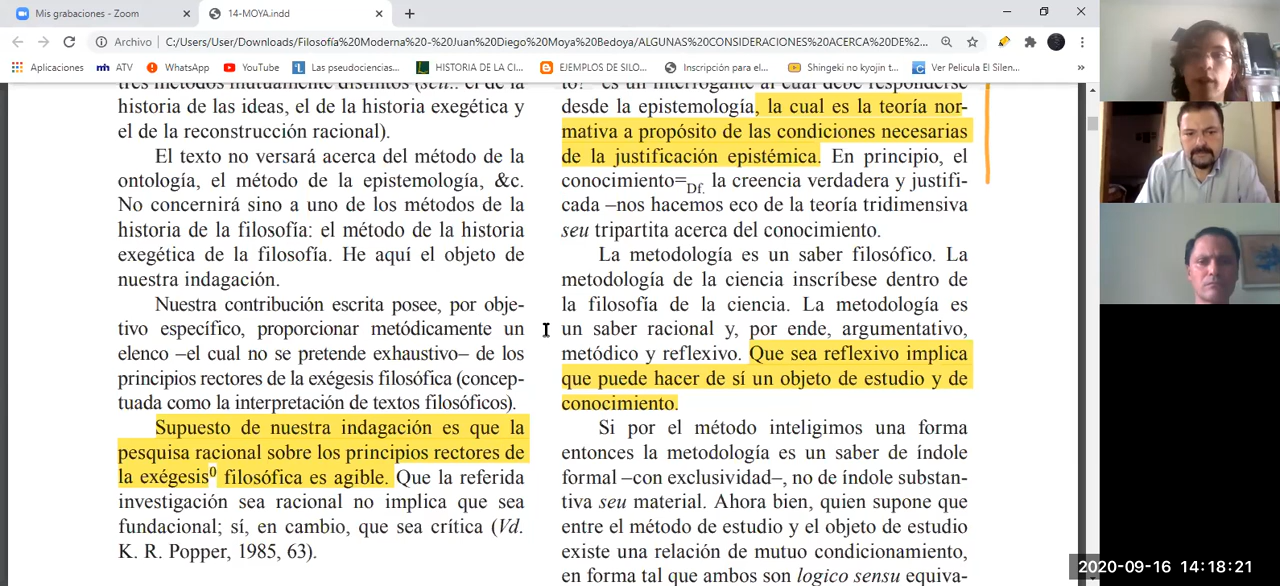 Mis grabaciones - Zoom
14-MOYA.indd
Archivo
C:/Users/User/Downloads/Filosofía%20Moderna%20-%20Juan%20Diego%20Moya%20Bedoya/ALGUNAS%20CONSIDERACIONES%20ACERCA%20DE%...
Aplicaciones
ATV
WhatsApp
YouTube
Las pseudociencias...
HISTORIA DE LA CI...
EJEMPLOS DE SILO...
Inscripción para el...
Shingeki no kyojin t...
Ver Pelicula El Silen...
»
tres métodos mutuamente distintos (seu.: el de la
historia de las ideas, el de la historia exegética y
el de la reconstrucción racional).
El texto no versará acerca del método de la
ontología, el método de la epistemología, &c.
No concernirá sino a uno de los métodos de la
historia de la filosofía: el método de la historia
exegética de la filosofía. He aquí el objeto de
nuestra indagación.
Nuestra contribución escrita posee, por obje-
tivo específico, proporcionar metódicamente un
elenco –el cual no se pretende exhaustivo– de los
principios rectores de la exégesis filosófica (concep-
tuada como la interpretación de textos filosóficos).
Supuesto de nuestra indagación es que la
pesquisa racional sobre los principios rectores de
la exégesis0 filosófica es agible. Que la referida
investigación sea racional no implica que sea
fundacional; sí, en cambio, que sea crítica (Vd.
K. R. Popper, 1985, 63).
to? es un interrogante al cual debe responderse
desde la epistemología, la cual es la teoría nor-
mativa a propósito de las condiciones necesarias
de la justificación epistémica. En principio, el
conocimiento=Df. la creencia verdadera y justifi-
cada –nos hacemos eco de la teoría tridimensiva
seu tripartita acerca del conocimiento.
La metodología es un saber filosófico. La
metodología de la ciencia inscríbese dentro de
la filosofía de la ciencia. La metodología es
un saber racional y, por ende, argumentativo,
metódico y reflexivo. Que sea reflexivo implica
que puede hacer de sí un objeto de estudio y de
conocimiento.
Si por el método inteligimos una forma
entonces la metodología es un saber de índole
formal –con exclusividad–, no de índole substan-
tiva seu material. Ahora bien, quien supone que
entre el método de estudio y el objeto de estudio
existe una relación de mutuo condicionamiento,
en forma tal que ambos son logico sensu equiva-
2020-09-16 14:18:21